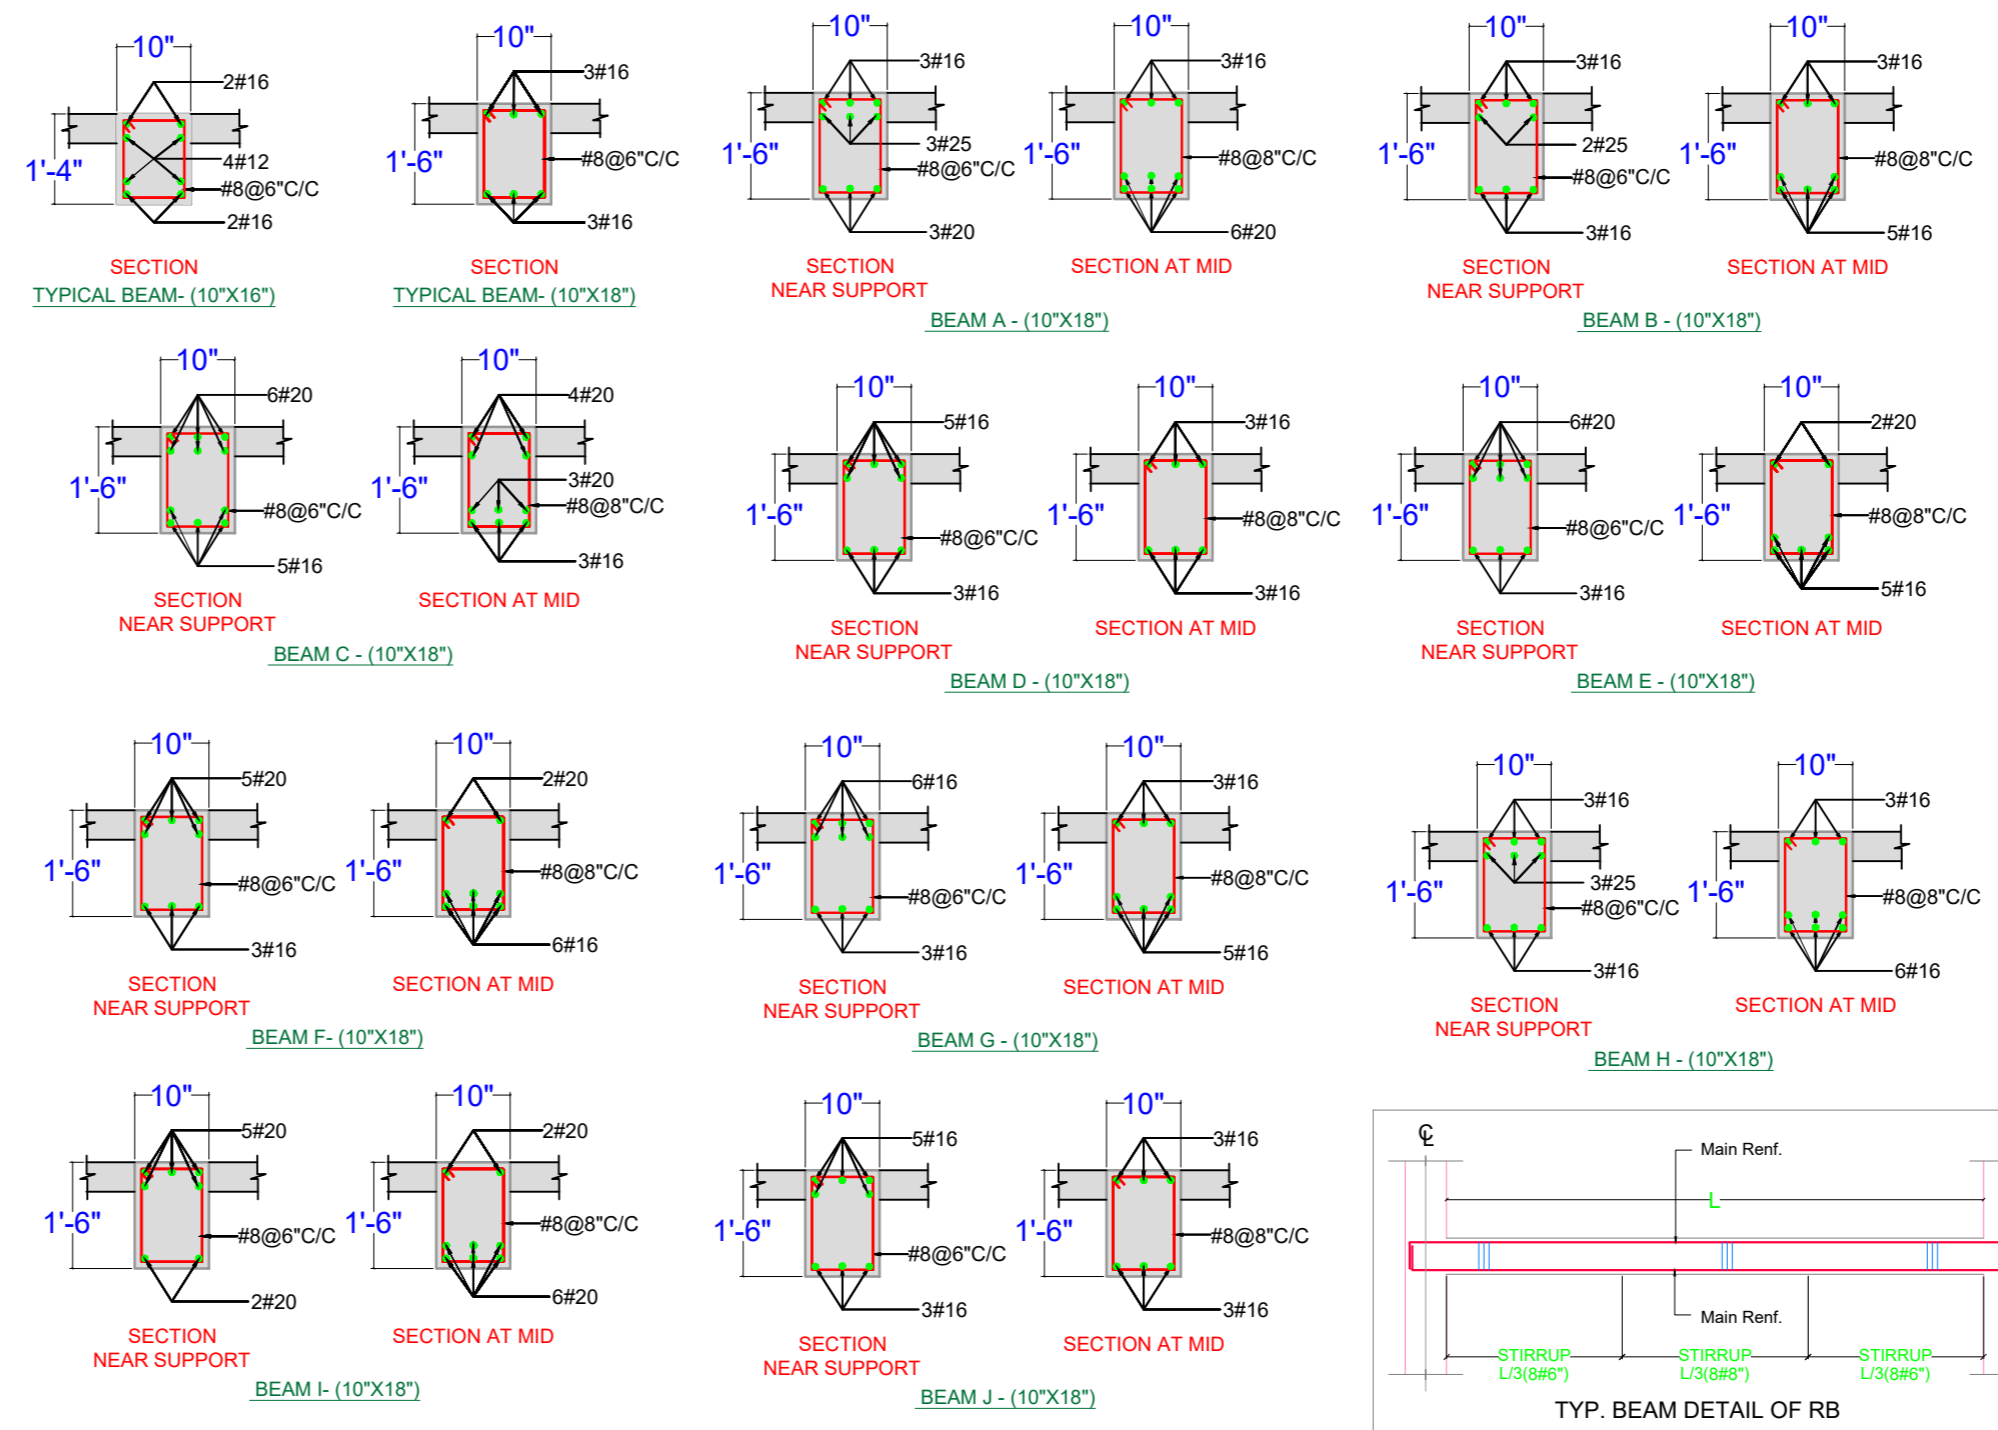 10"
2#16
1'-4"
4#12
#8@6"C/C
2#16
SECTION
TYPICAL BEAM- (10"X16")
10"
3#16
1'-6"
#8@6"C/C
3#16
SECTION
TYPICAL BEAM- (10"X18")
10"
3#16
1'-6"
3#25
#8@6"C/C
3#20
SECTION
NEAR SUPPORT
10"
3#16
1'-6"
#8@8"C/C
6#20
SECTION AT MID
BEAM A - (10"X18")
10"
3#16
1'-6"
2#25
#8@6"C/C
3#16
SECTION
NEAR SUPPORT
10"
3#16
1'-6"
#8@8"C/C
5#16
SECTION AT MID
BEAM B - (10"X18")
10"
6#20
1'-6"
#8@6"C/C
5#16
SECTION
NEAR SUPPORT
10"
4#20
1'-6"
3#20
#8@8"C/C
3#16
SECTION AT MID
BEAM C - (10"X18")
10"
5#16
1'-6"
#8@6"C/C
3#16
SECTION
NEAR SUPPORT
10"
3#16
1'-6"
#8@8"C/C
3#16
SECTION AT MID
BEAM D - (10"X18")
10"
6#20
1'-6"
#8@6"C/C
3#16
SECTION
NEAR SUPPORT
10"
2#20
1'-6"
#8@8"C/C
5#16
SECTION AT MID
BEAM E - (10"X18")
10"
5#20
1'-6"
#8@6"C/C
3#16
SECTION
NEAR SUPPORT
10"
2#20
1'-6"
#8@8"C/C
6#16
SECTION AT MID
BEAM F- (10"X18")
10"
6#16
1'-6"
#8@6"C/C
3#16
SECTION
NEAR SUPPORT
10"
3#16
1'-6"
#8@8"C/C
5#16
SECTION AT MID
BEAM G - (10"X18")
10"
3#16
1'-6"
3#25
#8@6"C/C
3#16
SECTION
NEAR SUPPORT
10"
3#16
1'-6"
#8@8"C/C
6#16
SECTION AT MID
BEAM H - (10"X18")
10"
5#20
1'-6"
#8@6"C/C
2#20
SECTION
NEAR SUPPORT
10"
2#20
1'-6"
#8@8"C/C
6#20
SECTION AT MID
BEAM I- (10"X18")
10"
5#16
1'-6"
#8@6"C/C
3#16
SECTION
NEAR SUPPORT
10"
3#16
1'-6"
#8@8"C/C
3#16
SECTION AT MID
BEAM J - (10"X18")
℄
Main Renf.
L
Main Renf.
STIRRUP
L/3(8#6")
STIRRUP
L/3(8#8")
STIRRUP
L/3(8#6")
TYP. BEAM DETAIL OF RB